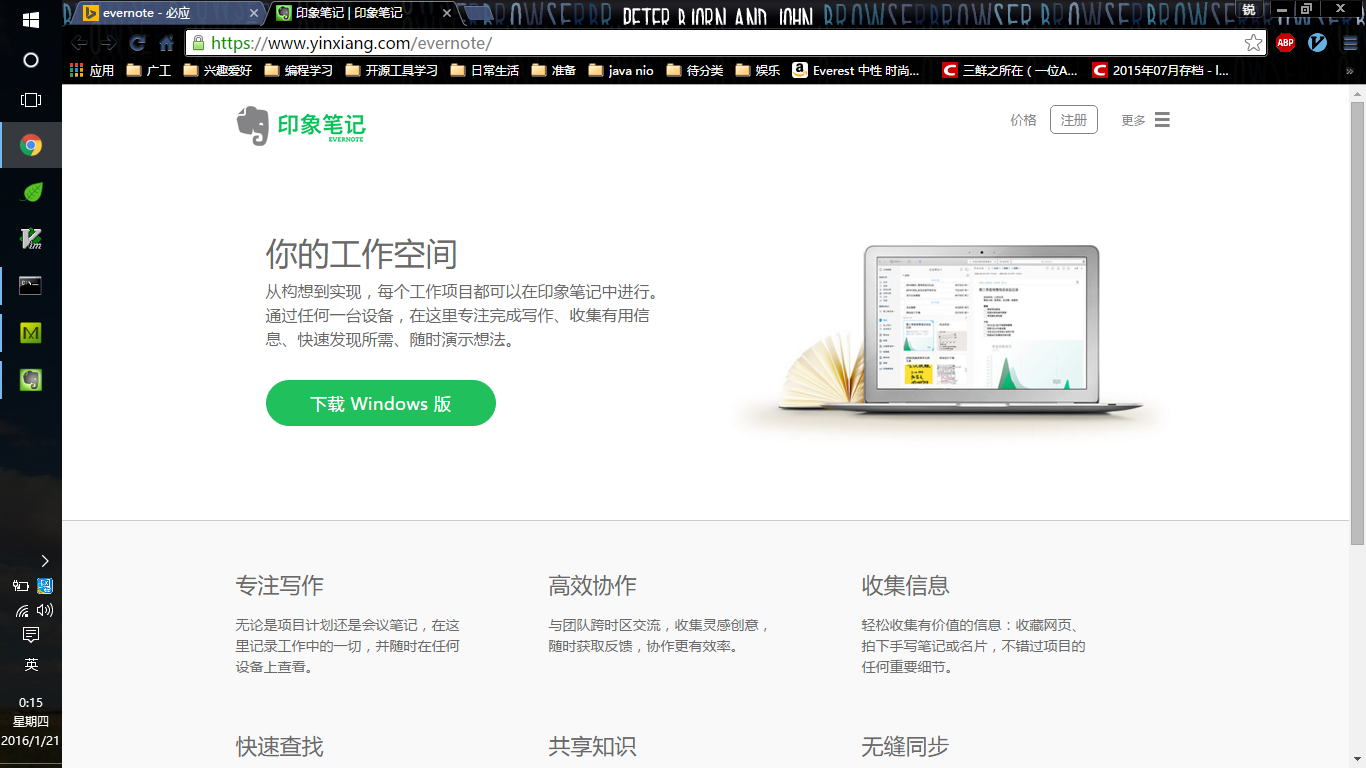 evernote - 必应
印象笔记 | 印象笔记
PETER BJORN AND JOHN
锐
https://www.yinxiang.com/evernote/
ABP
应用 广工 兴趣爱好 编程学习 开源工具学习 日常生活 准备 java nio 待分类 娱乐 Everest 中性 时尚... 三鲜之所在 ( 一位A... 2015年07月存档 - l... »
印象笔记
EVERNOTE
价格 注册 更多
你的工作空间
从构想到实现，每个工作项目都可以在印象笔记中进行。
通过任何一台设备，在这里专注完成写作、收集有用信
息、快速发现所需、随时演示想法。
下载 Windows 版
专注写作
无论是项目计划还是会议笔记，在这
里记录工作中的一切，并随时在任何
设备上查看。
高效协作
与团队跨时区交流，收集灵感创意，
随时获取反馈，协作更有效率。
收集信息
轻松收集有价值的信息：收藏网页、
拍下手写笔记或名片，不错过项目的
任何重要细节。
快速查找
共享知识
无缝同步
英
0:15
星期四
2016/1/21